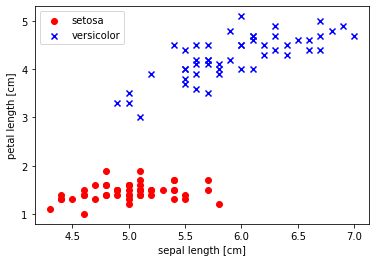 setosa
versicolor
petal length [cm]
5
4
3
2
1
4.5 5.0 5.5 6.0 6.5 7.0
sepal length [cm]